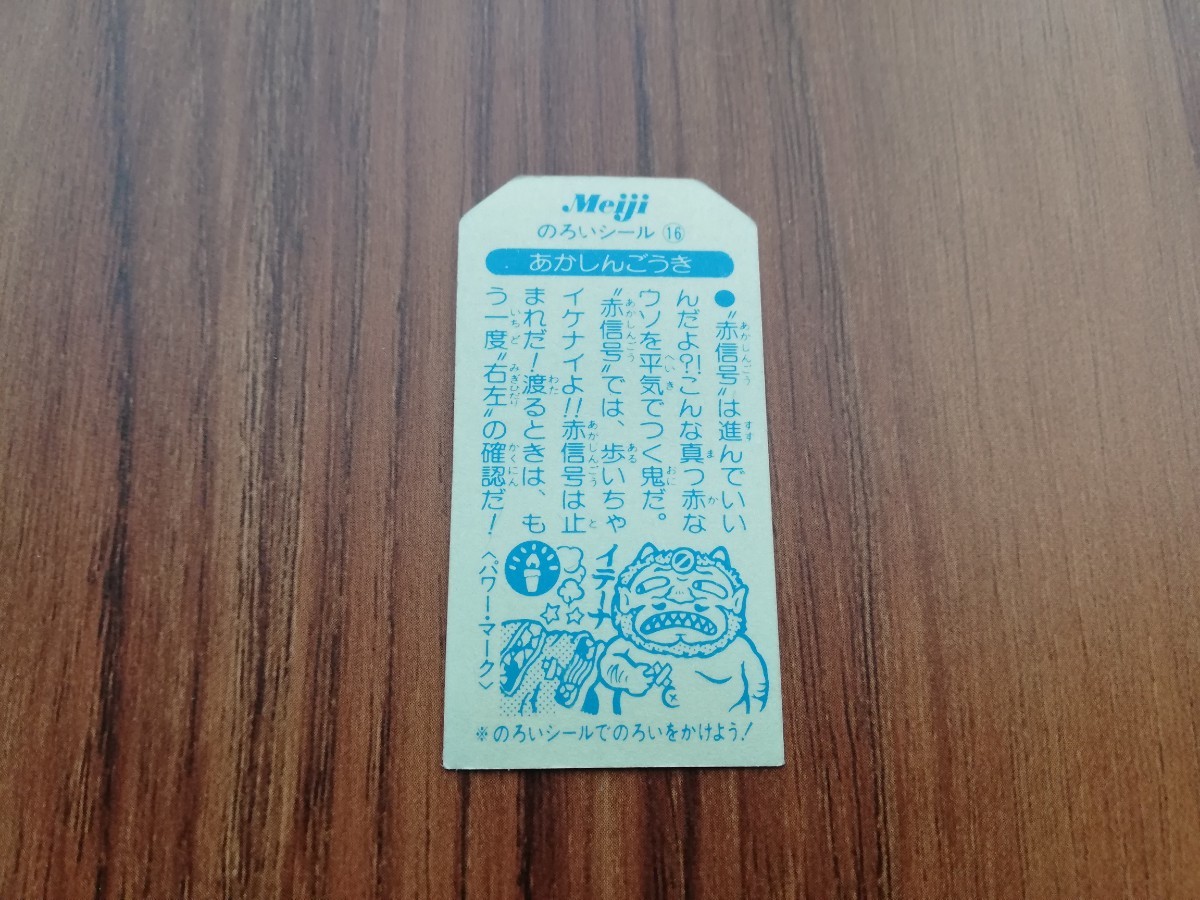 Meiji
のろいシール ⑯
あかしんごうき
●"赤信号"は進んでいい
んだよ?!こんな真っ赤な
ウソを平気でつく鬼だ。
"赤信号"では、歩いちゃ
イケナイよ!!赤信号は止
まれだ!渡るときは、も
う一度"右左"の確認だ!
イテーナ
〈パワー・マーク〉
※のろいシールでのろいをかけよう!